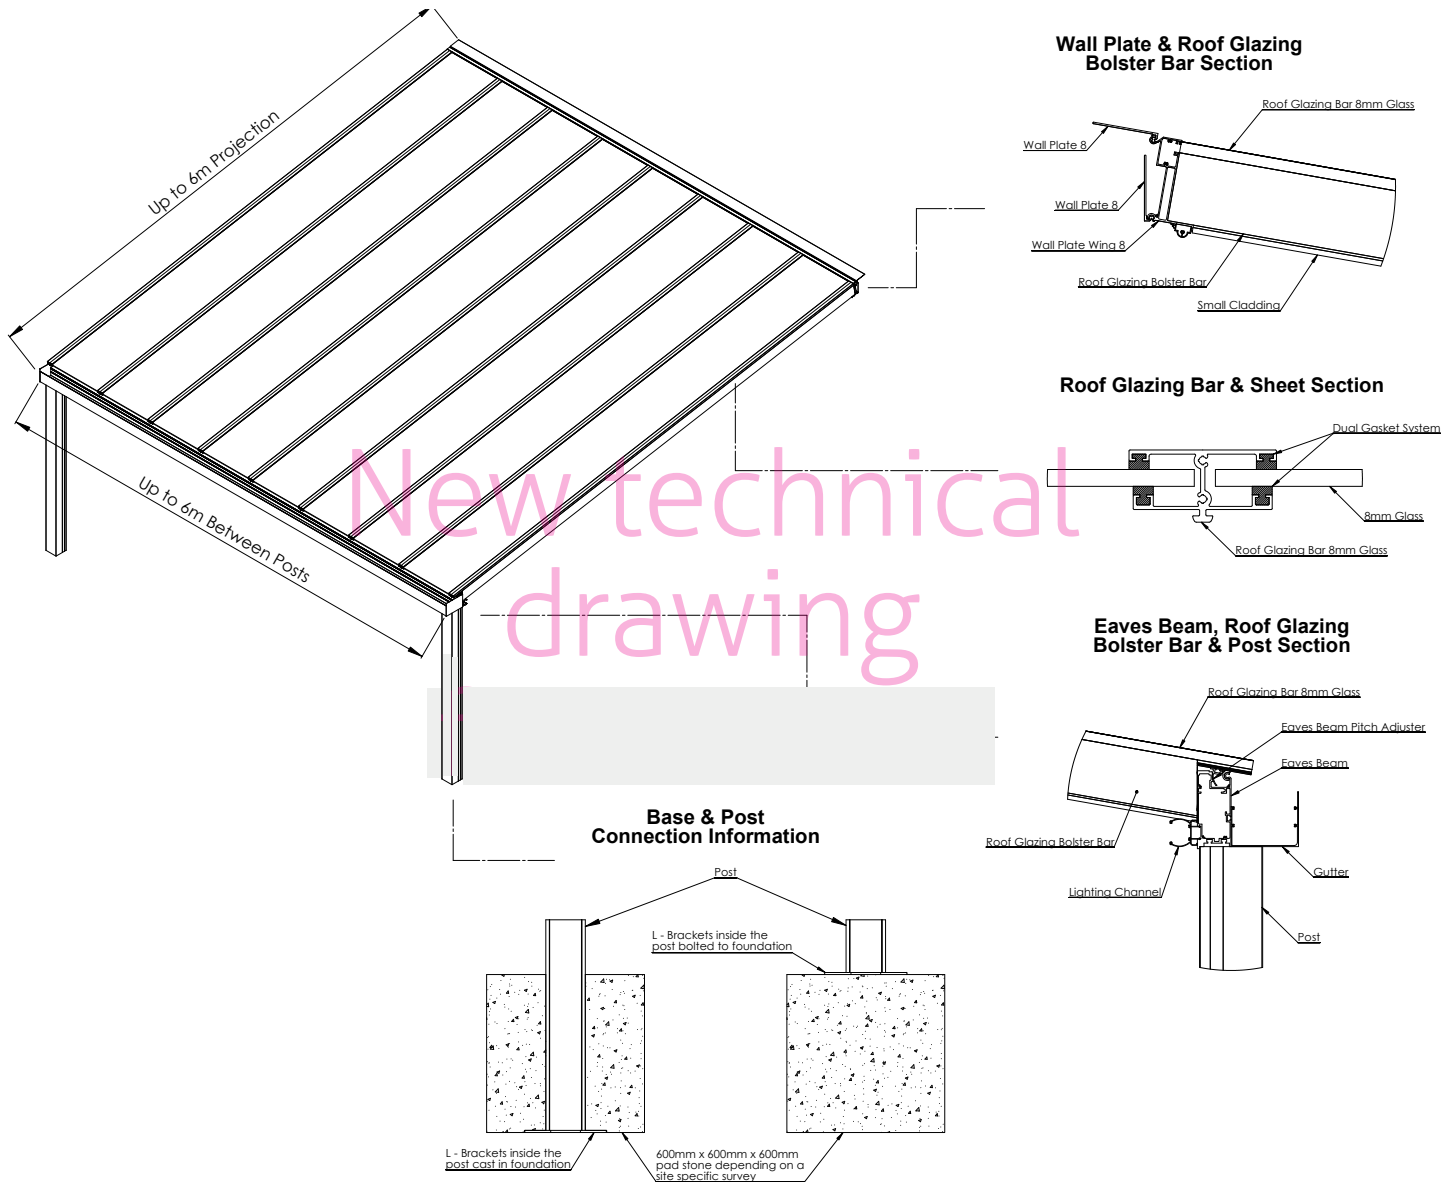 Up to 6m Projection
Up to 6m Between Posts
New technical
drawing
Wall Plate & Roof Glazing
Bolster Bar Section
Roof Glazing Bar 8mm Glass
Wall Plate 8
Wall Plate 8
Wall Plate Wing 8
Roof Glazing Bolster Bar
Small Cladding
Roof Glazing Bar & Sheet Section
Dual Gasket System
8mm Glass
Roof Glazing Bar 8mm Glass
Eaves Beam, Roof Glazing
Bolster Bar & Post Section
Roof Glazing Bar 8mm Glass
Eaves Beam Pitch Adjuster
Eaves Beam
Roof Glazing Bolster Bar
Gutter
Lighting Channel
Post
Base & Post
Connection Information
Post
L - Brackets inside the
post bolted to foundation
L - Brackets inside the
post cast in foundation
600mm x 600mm x 600mm
pad stone depending on a
site specific survey